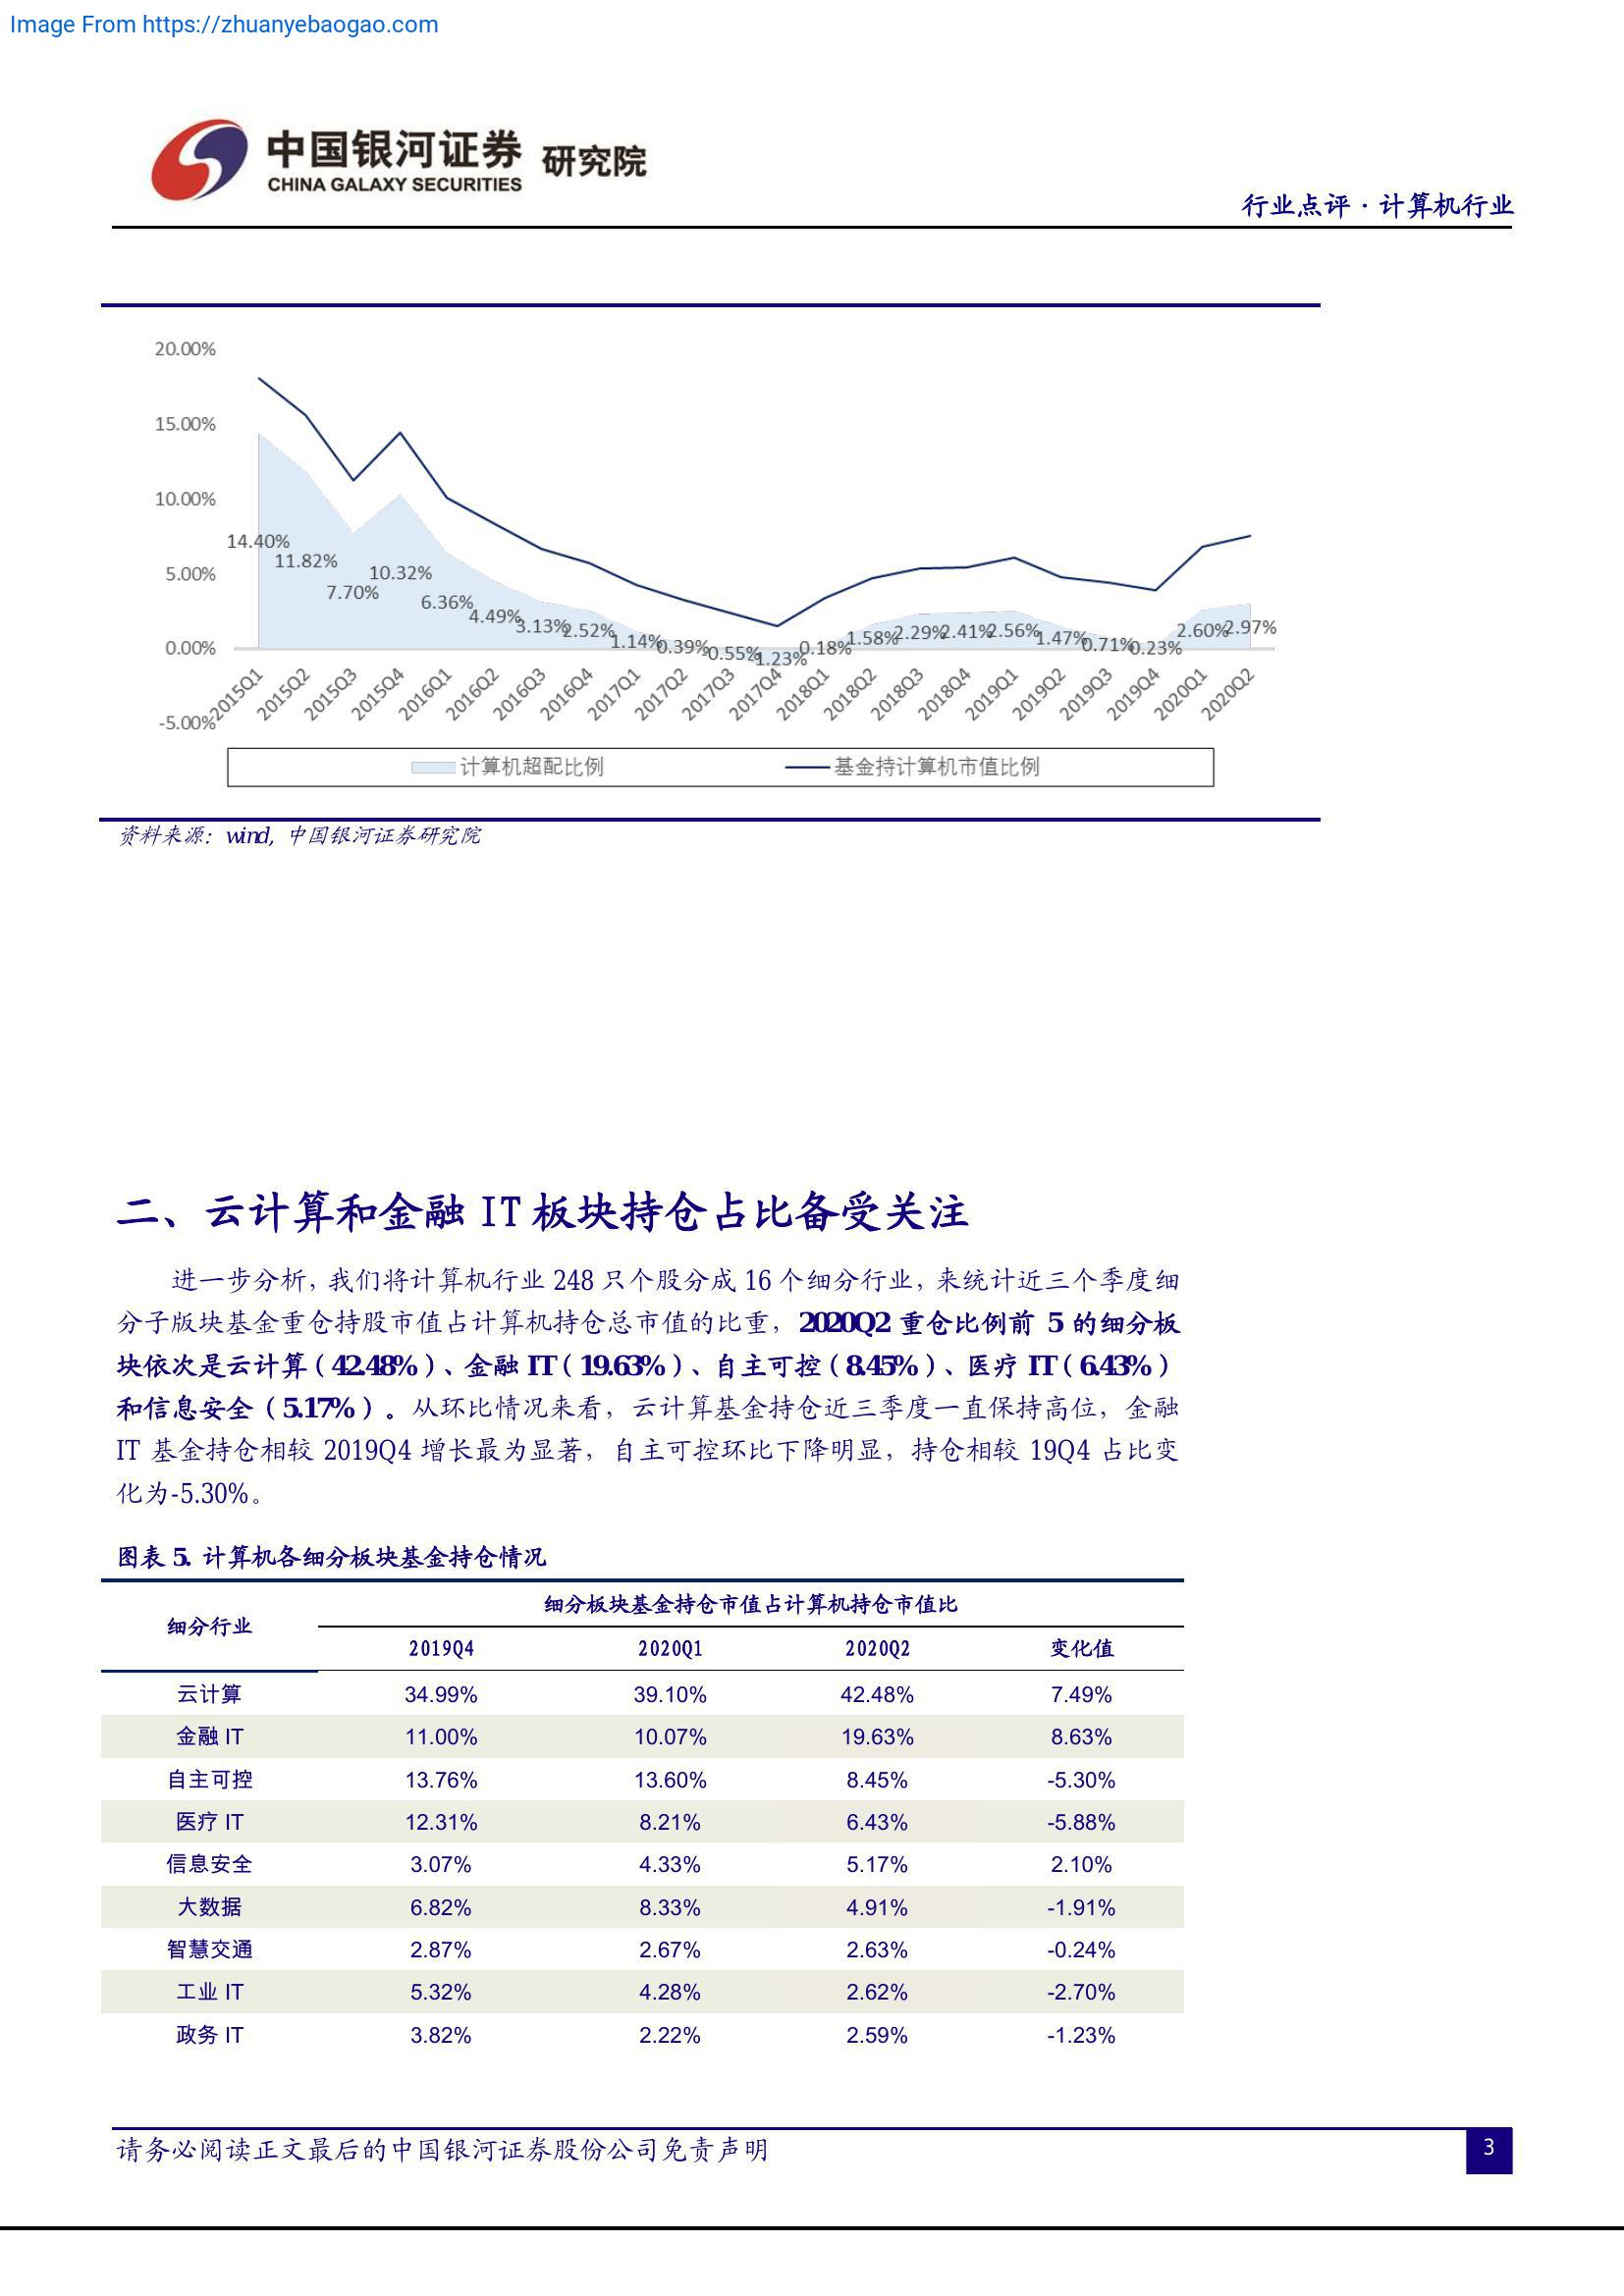 Image From https://zhuanyebaogao.com
中国银河证券 研究院
CHINA GALAXY SECURITIES
行业点评 · 计算机行业
20.00%
15.00%
10.00%
5.00%
0.00%
-5.00%
14.40% 11.82% 7.70% 10.32% 6.36% 4.49% 3.13% 2.52% 1.14% 0.39% -0.55% -1.23% 0.18% 1.58% 2.29% 2.41% 2.56% 1.47% 0.71% 0.23% 2.60% 2.97%
2015Q1 2015Q2 2015Q3 2015Q4 2016Q1 2016Q2 2016Q3 2016Q4 2017Q1 2017Q2 2017Q3 2017Q4 2018Q1 2018Q2 2018Q3 2018Q4 2019Q1 2019Q2 2019Q3 2019Q4 2020Q1 2020Q2
计算机超配比例 基金持计算机市值比例
资料来源：wind, 中国银河证券研究院
二、云计算和金融 IT 板块持仓占比备受关注
进一步分析，我们将计算机行业 248 只个股分成 16 个细分行业，来统计近三个季度细
分子版块基金重仓持股市值占计算机持仓总市值的比重，2020Q2 重仓比例前 5 的细分板
块依次是云计算（42.48%）、金融 IT（19.63%）、自主可控（8.45%）、医疗 IT（6.43%）
和信息安全（5.17%）。从环比情况来看，云计算基金持仓近三季度一直保持高位，金融
IT 基金持仓相较 2019Q4 增长最为显著，自主可控环比下降明显，持仓相较 19Q4 占比变
化为-5.30%。
图表 5. 计算机各细分板块基金持仓情况
细分行业 细分板块基金持仓市值占计算机持仓市值比
2019Q4 2020Q1 2020Q2 变化值
云计算 34.99% 39.10% 42.48% 7.49%
金融 IT 11.00% 10.07% 19.63% 8.63%
自主可控 13.76% 13.60% 8.45% -5.30%
医疗 IT 12.31% 8.21% 6.43% -5.88%
信息安全 3.07% 4.33% 5.17% 2.10%
大数据 6.82% 8.33% 4.91% -1.91%
智慧交通 2.87% 2.67% 2.63% -0.24%
工业 IT 5.32% 4.28% 2.62% -2.70%
政务 IT 3.82% 2.22% 2.59% -1.23%
请务必阅读正文最后的中国银河证券股份公司免责声明
3